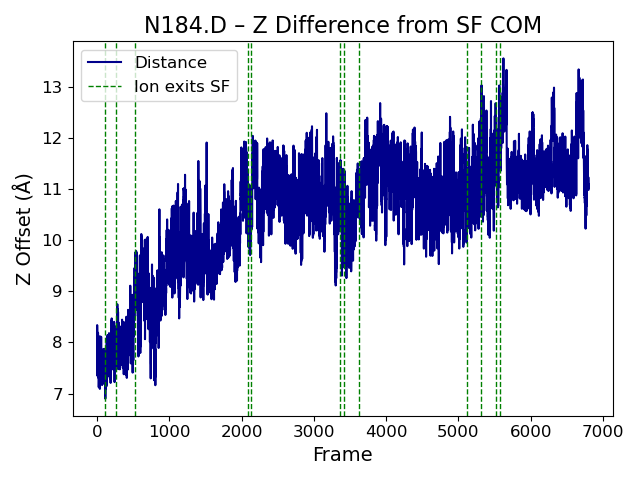 N184.D – Z Difference from SF COM
Distance
Ion exits SF
Z Offset (Å)
13
12
11
10
9
8
7
0 1000 2000 3000 4000 5000 6000 7000
Frame